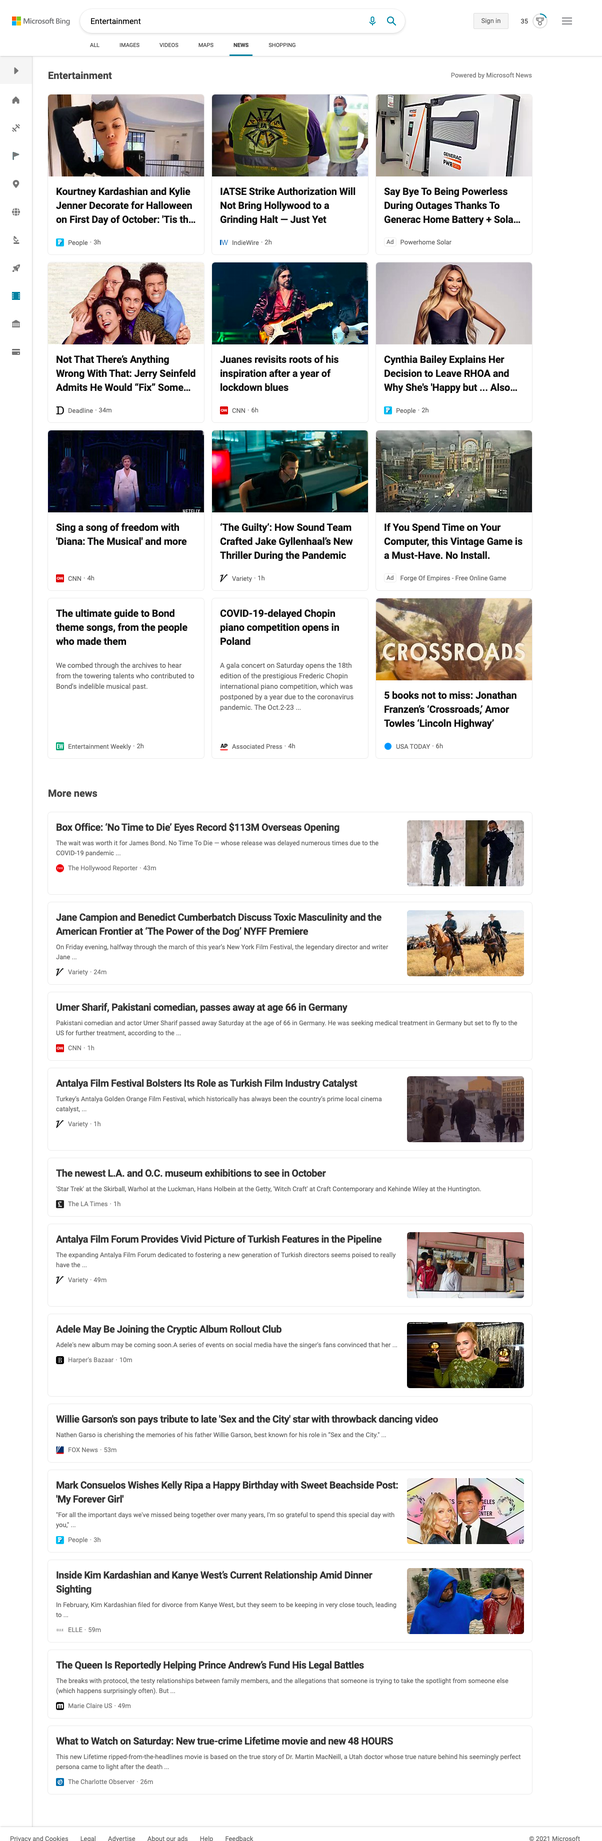 Microsoft Bing
Entertainment
Sign in
35
ALL
IMAGES
VIDEOS
MAPS
NEWS
SHOPPING
Entertainment
Powered by Microsoft News
Kourtney Kardashian and Kylie
Jenner Decorate for Halloween
on First Day of October: 'Tis th...
People · 3h
IATSE Strike Authorization Will
Not Bring Hollywood to a
Grinding Halt — Just Yet
IW IndieWire · 2h
GENERAC
PWR
Say Bye To Being Powerless
During Outages Thanks To
Generac Home Battery + Sola...
Ad Powerhome Solar
Not That There's Anything
Wrong With That: Jerry Seinfeld
Admits He Would "Fix" Some...
Deadline · 34m
Juanes revisits roots of his
inspiration after a year of
lockdown blues
CNN · 6h
Cynthia Bailey Explains Her
Decision to Leave RHOA and
Why She's 'Happy but ... Also...
People · 2h
NETFLIX
Sing a song of freedom with
'Diana: The Musical' and more
CNN · 4h
'The Guilty': How Sound Team
Crafted Jake Gyllenhaal's New
Thriller During the Pandemic
Variety · 1h
If You Spend Time on Your
Computer, this Vintage Game is
a Must-Have. No Install.
Ad Forge Of Empires - Free Online Game
The ultimate guide to Bond
theme songs, from the people
who made them
We combed through the archives to hear
from the towering talents who contributed to
Bond's indelible musical past.
Entertainment Weekly · 2h
COVID-19-delayed Chopin
piano competition opens in
Poland
A gala concert on Saturday opens the 18th
edition of the prestigious Frederic Chopin
international piano competition, which was
postponed by a year due to the coronavirus
pandemic. The Oct.2-23 ...
AP Associated Press · 4h
CROSSROADS
5 books not to miss: Jonathan
Franzen's 'Crossroads,' Amor
Towles 'Lincoln Highway'
USA TODAY · 6h
More news
Box Office: 'No Time to Die' Eyes Record $113M Overseas Opening
The wait was worth it for James Bond. No Time To Die — whose release was delayed numerous times due to the
COVID-19 pandemic ...
The Hollywood Reporter · 43m
Jane Campion and Benedict Cumberbatch Discuss Toxic Masculinity and the
American Frontier at 'The Power of the Dog' NYFF Premiere
On Friday evening, halfway through the march of this year's New York Film Festival, the legendary director and writer
Jane ...
Variety · 24m
Umer Sharif, Pakistani comedian, passes away at age 66 in Germany
Pakistani comedian and actor Umer Sharif passed away Saturday at the age of 66 in Germany. He was seeking medical treatment in Germany but set to fly to the
US for further treatment, according to the ...
CNN · 1h
Antalya Film Festival Bolsters Its Role as Turkish Film Industry Catalyst
Turkey's Antalya Golden Orange Film Festival, which historically has always been the country's prime local cinema
catalyst, ...
Variety · 1h
The newest L.A. and O.C. museum exhibitions to see in October
'Star Trek' at the Skirball, Warhol at the Luckman, Hans Holbein at the Getty, 'Witch Craft' at Craft Contemporary and Kehinde Wiley at the Huntington.
The LA Times · 1h
Antalya Film Forum Provides Vivid Picture of Turkish Features in the Pipeline
The expanding Antalya Film Forum dedicated to fostering a new generation of Turkish directors seems poised to really
have the ...
Variety · 49m
Adele May Be Joining the Cryptic Album Rollout Club
Adele's new album may be coming soon.A series of events on social media have the singer's fans convinced that her ...
Harper's Bazaar · 10m
Willie Garson's son pays tribute to late 'Sex and the City' star with throwback dancing video
Nathen Garso is cherishing the memories of his father Willie Garson, best known for his role in "Sex and the City." ...
FOX News · 53m
Mark Consuelos Wishes Kelly Ripa a Happy Birthday with Sweet Beachside Post:
'My Forever Girl'
"For all the important days we've missed being together over many years, I'm so grateful to spend this special day with
you," ...
People · 3h
Inside Kim Kardashian and Kanye West's Current Relationship Amid Dinner
Sighting
In February, Kim Kardashian filed for divorce from Kanye West, but they seem to be keeping in very close touch, leading
to ...
ELLE · 59m
The Queen Is Reportedly Helping Prince Andrew's Fund His Legal Battles
The breaks with protocol, the testy relationships between family members, and the allegations that someone is trying to take the spotlight from someone else
(which happens surprisingly often). But ...
Marie Claire US · 49m
What to Watch on Saturday: New true-crime Lifetime movie and new 48 HOURS
This new Lifetime ripped-from-the-headlines movie is based on the true story of Dr. Martin MacNeill, a Utah doctor whose true nature behind his seemingly perfect
persona came to light after the death ...
The Charlotte Observer · 26m
Privacy and Cookies
Legal
Advertise
About our ads
Help
Feedback
© 2021 Microsoft